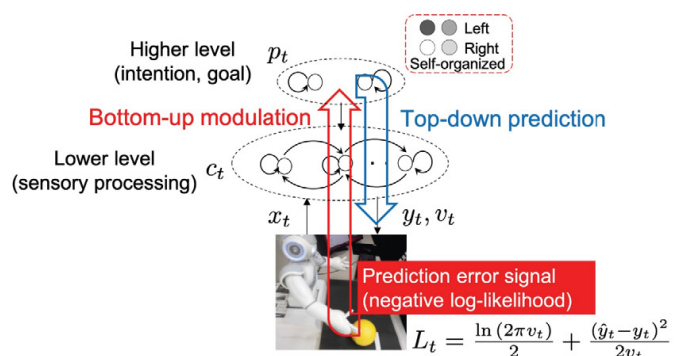 Higher level
(intention, goal)
p_t
Left
Right
Self-organized
Bottom-up modulation
Top-down prediction
Lower level
(sensory processing)
c_t
x_t
y_t, v_t
Prediction error signal
(negative log-likelihood)
L_t = ln (2πv_t) / 2 + (ŷ_t − y_t)² / 2v_t